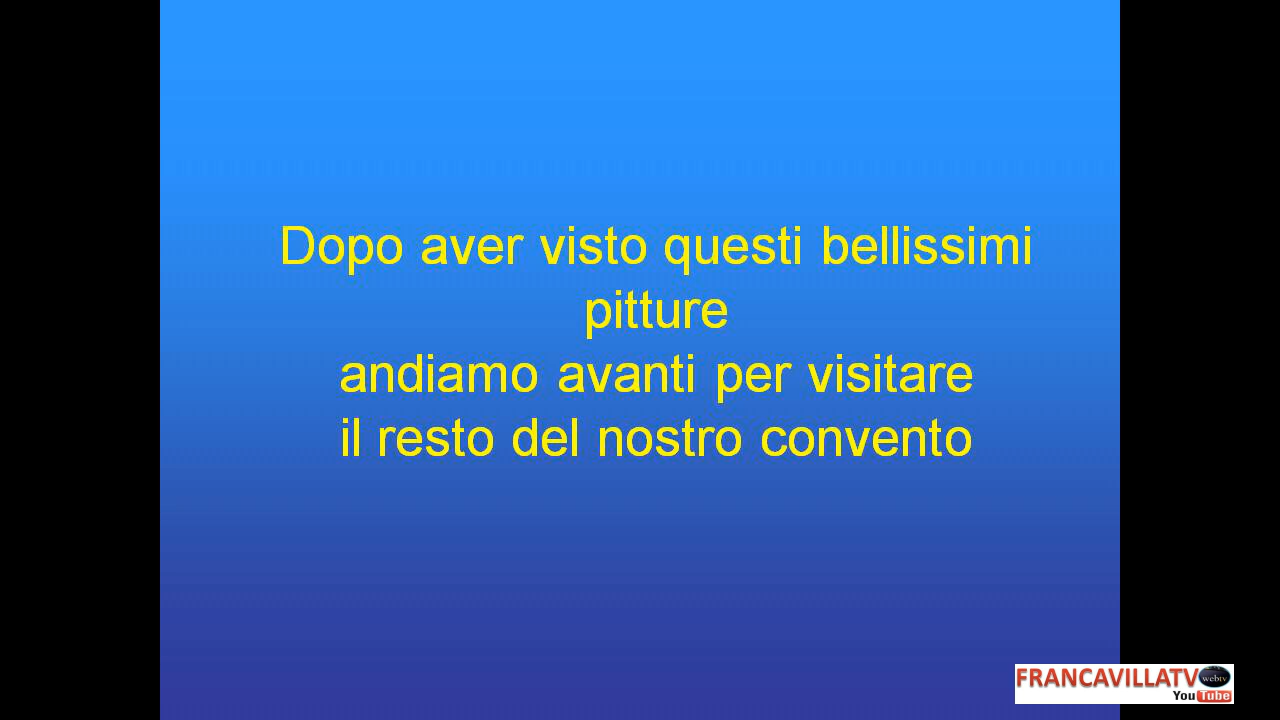 Dopo aver visto questi bellissimi
pitture
andiamo avanti per visitare
il resto del nostro convento
FRANCAVILLATV webtv
YouTube